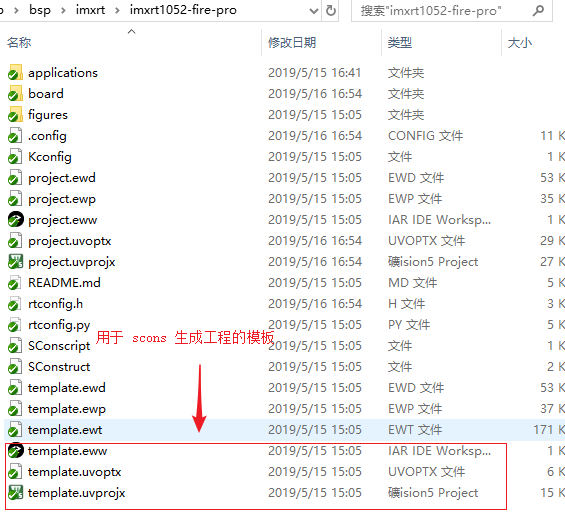 bsp > imxrt > imxrt1052-fire-pro
搜索"imxrt1052-fire-pro"
名称 修改日期 类型 大小
applications 2019/5/15 16:41 文件夹
board 2019/5/16 16:54 文件夹
figures 2019/5/15 15:05 文件夹
.config 2019/5/16 16:54 CONFIG 文件 11 K
Kconfig 2019/5/15 15:05 文件 1 K
project.ewd 2019/5/15 15:05 EWD 文件 53 K
project.ewp 2019/5/15 15:05 EWP 文件 35 K
project.eww 2019/5/15 15:05 IAR IDE Worksp... 1 K
project.uvoptx 2019/5/16 16:54 UVOPTX 文件 29 K
project.uvprojx 2019/5/16 16:54 礦ision5 Project 27 K
README.md 2019/5/15 15:05 MD 文件 5 K
rtconfig.h 2019/5/16 16:54 H 文件 3 K
rtconfig.py 2019/5/15 15:05 PY 文件 5 K
用于 scons 生成工程的模板
SConscript 2019/5/15 15:05 文件 1 K
SConstruct 2019/5/15 15:05 文件 2 K
template.ewd 2019/5/15 15:05 EWD 文件 53 K
template.ewp 2019/5/15 15:05 EWP 文件 37 K
template.ewt 2019/5/15 15:05 EWT 文件 171 K
template.eww 2019/5/15 15:05 IAR IDE Worksp... 1 K
template.uvoptx 2019/5/15 15:05 UVOPTX 文件 6 K
template.uvprojx 2019/5/15 15:05 礦ision5 Project 15 K